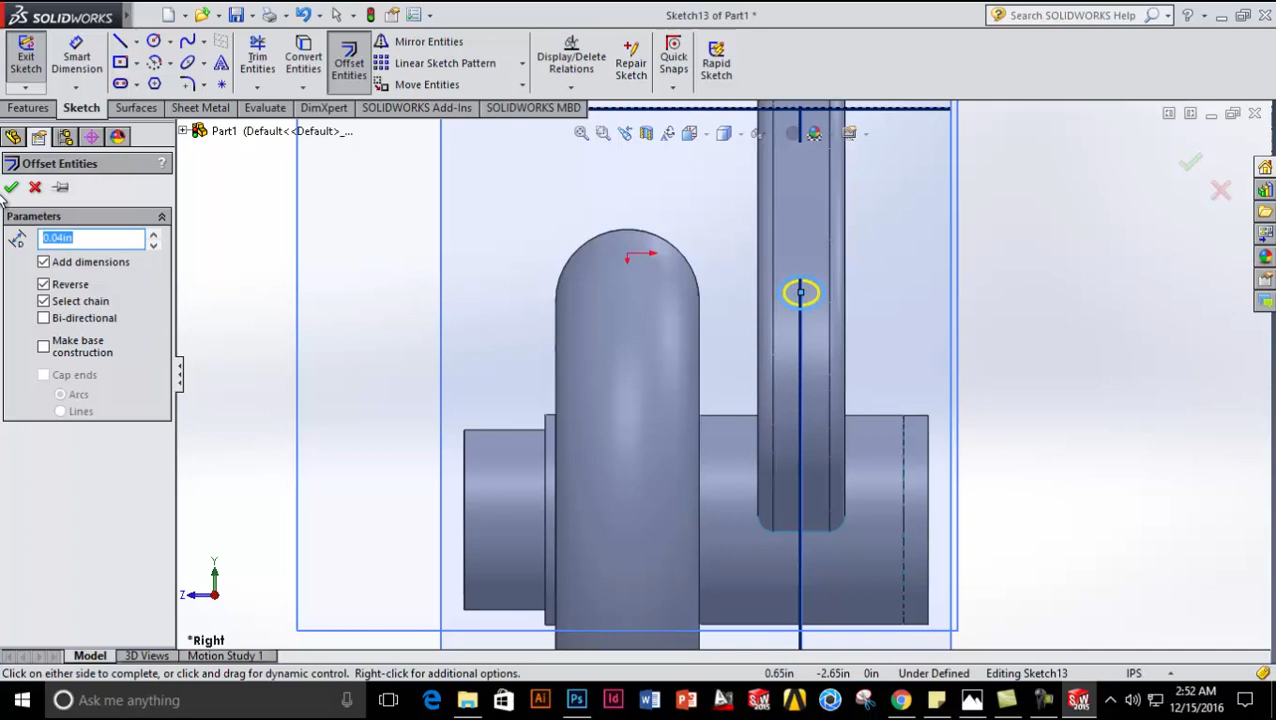 SOLIDWORKS
Sketch13 of Part1 *
Search SOLIDWORKS Help
Exit Sketch
Smart Dimension
Trim Entities
Convert Entities
Offset Entities
Mirror Entities
Linear Sketch Pattern
Move Entities
Display/Delete Relations
Repair Sketch
Quick Snaps
Rapid Sketch
Features
Sketch
Surfaces
Sheet Metal
Evaluate
DimXpert
SOLIDWORKS Add-Ins
SOLIDWORKS MBD
Part1 (Default<<Default>_...
Offset Entities
?
Parameters
0.04in
Add dimensions
Reverse
Select chain
Bi-directional
Make base
construction
Cap ends
Arcs
Lines
Y
Z
*Right
Model
3D Views
Motion Study 1
Click on either side to complete, or click and drag for dynamic control. Right-click for additional options.
0.65in
-2.65in
0in
Under Defined
Editing Sketch13
IPS
Ask me anything
2:52 AM
12/15/2016